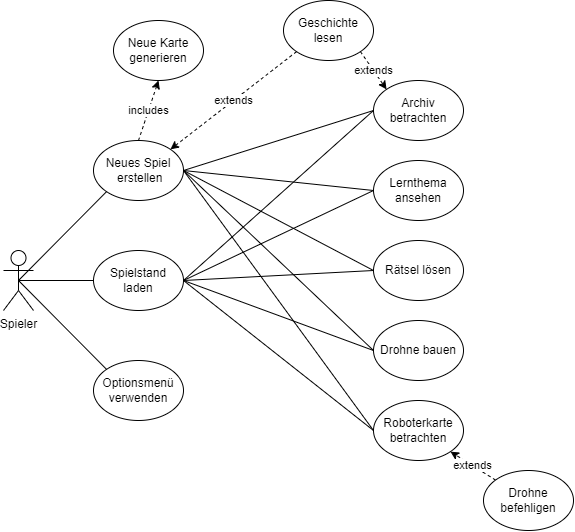 Geschichte
lesen
Neue Karte
generieren
extends
includes
extends
Archiv
betrachten
Neues Spiel
erstellen
Lernthema
ansehen
Spielstand
laden
Rätsel lösen
Spieler
Drohne bauen
Optionsmenü
verwenden
Roboterkarte
betrachten
extends
Drohne
befehligen